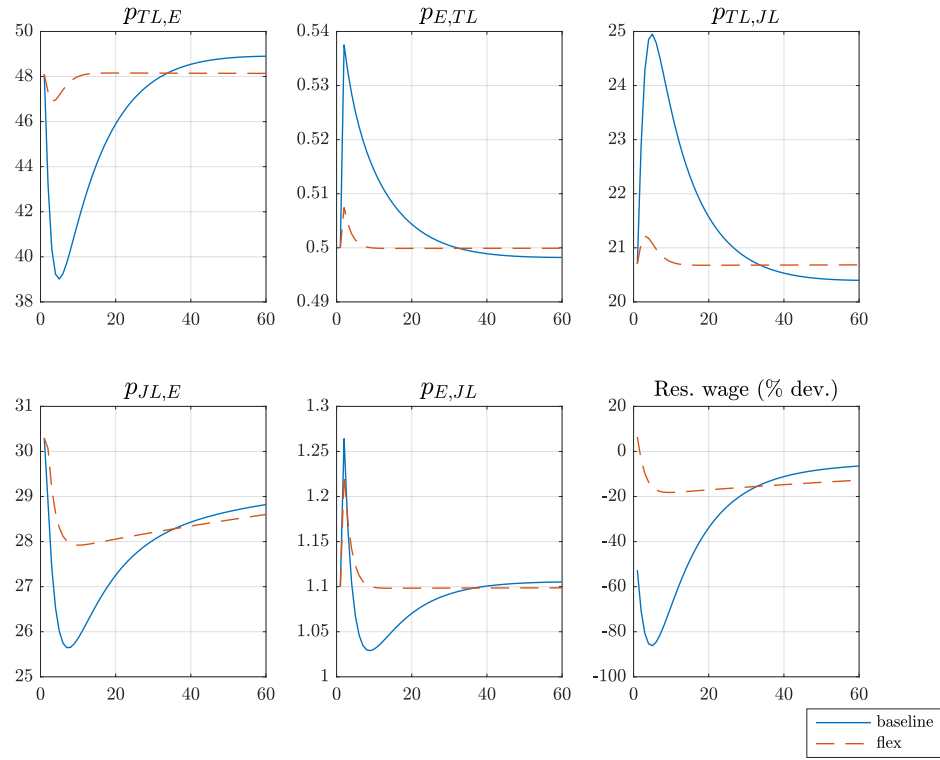 p_{TL,E}
50
48
46
44
42
40
38
0 20 40 60
p_{E,TL}
0.54
0.53
0.52
0.51
0.5
0.49
0 20 40 60
p_{TL,JL}
25
24
23
22
21
20
0 20 40 60
p_{JL,E}
31
30
29
28
27
26
25
0 20 40 60
p_{E,JL}
1.3
1.25
1.2
1.15
1.1
1.05
1
0 20 40 60
Res. wage (% dev.)
20
0
-20
-40
-60
-80
-100
0 20 40 60
baseline
flex